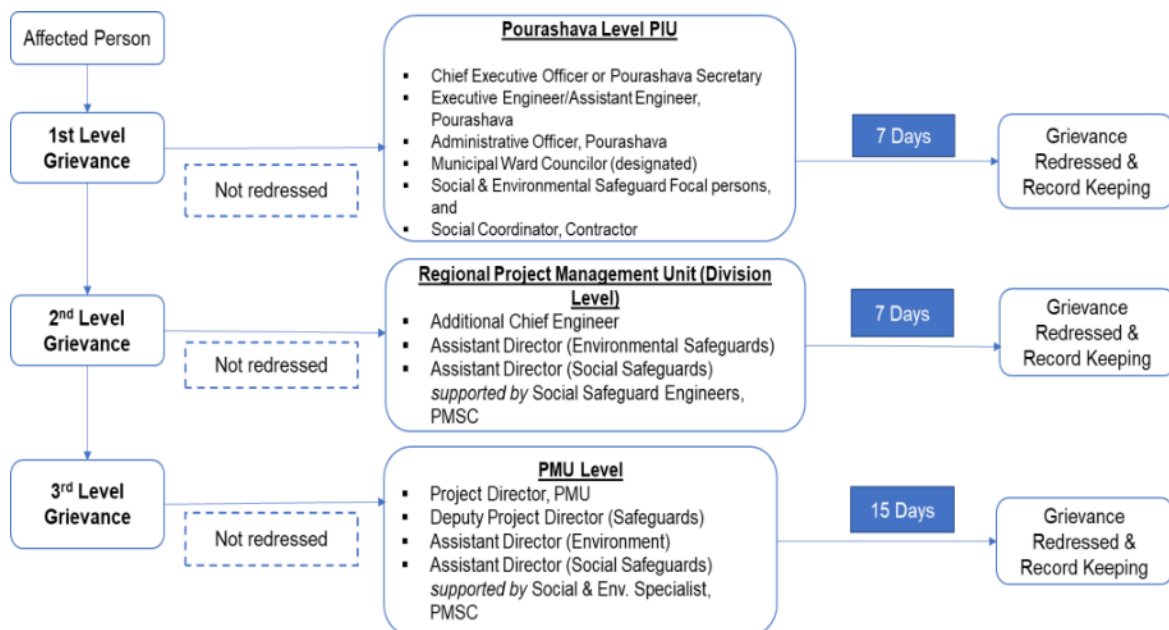 Affected Person
1st Level
Grievance
Not redressed
Pourashava Level PIU
▪ Chief Executive Officer or Pourashava Secretary
▪ Executive Engineer/Assistant Engineer,
Pourashava
▪ Administrative Officer, Pourashava
▪ Municipal Ward Councilor (designated)
▪ Social & Environmental Safeguard Focal persons,
and
▪ Social Coordinator, Contractor
7 Days
Grievance
Redressed &
Record Keeping
2nd Level
Grievance
Not redressed
Regional Project Management Unit (Division
Level)
▪ Additional Chief Engineer
▪ Assistant Director (Environmental Safeguards)
▪ Assistant Director (Social Safeguards)
supported by Social Safeguard Engineers,
PMSC
7 Days
Grievance
Redressed &
Record Keeping
3rd Level
Grievance
Not redressed
PMU Level
▪ Project Director, PMU
▪ Deputy Project Director (Safeguards)
▪ Assistant Director (Environment)
▪ Assistant Director (Social Safeguards)
supported by Social & Env. Specialist,
PMSC
15 Days
Grievance
Redressed &
Record Keeping